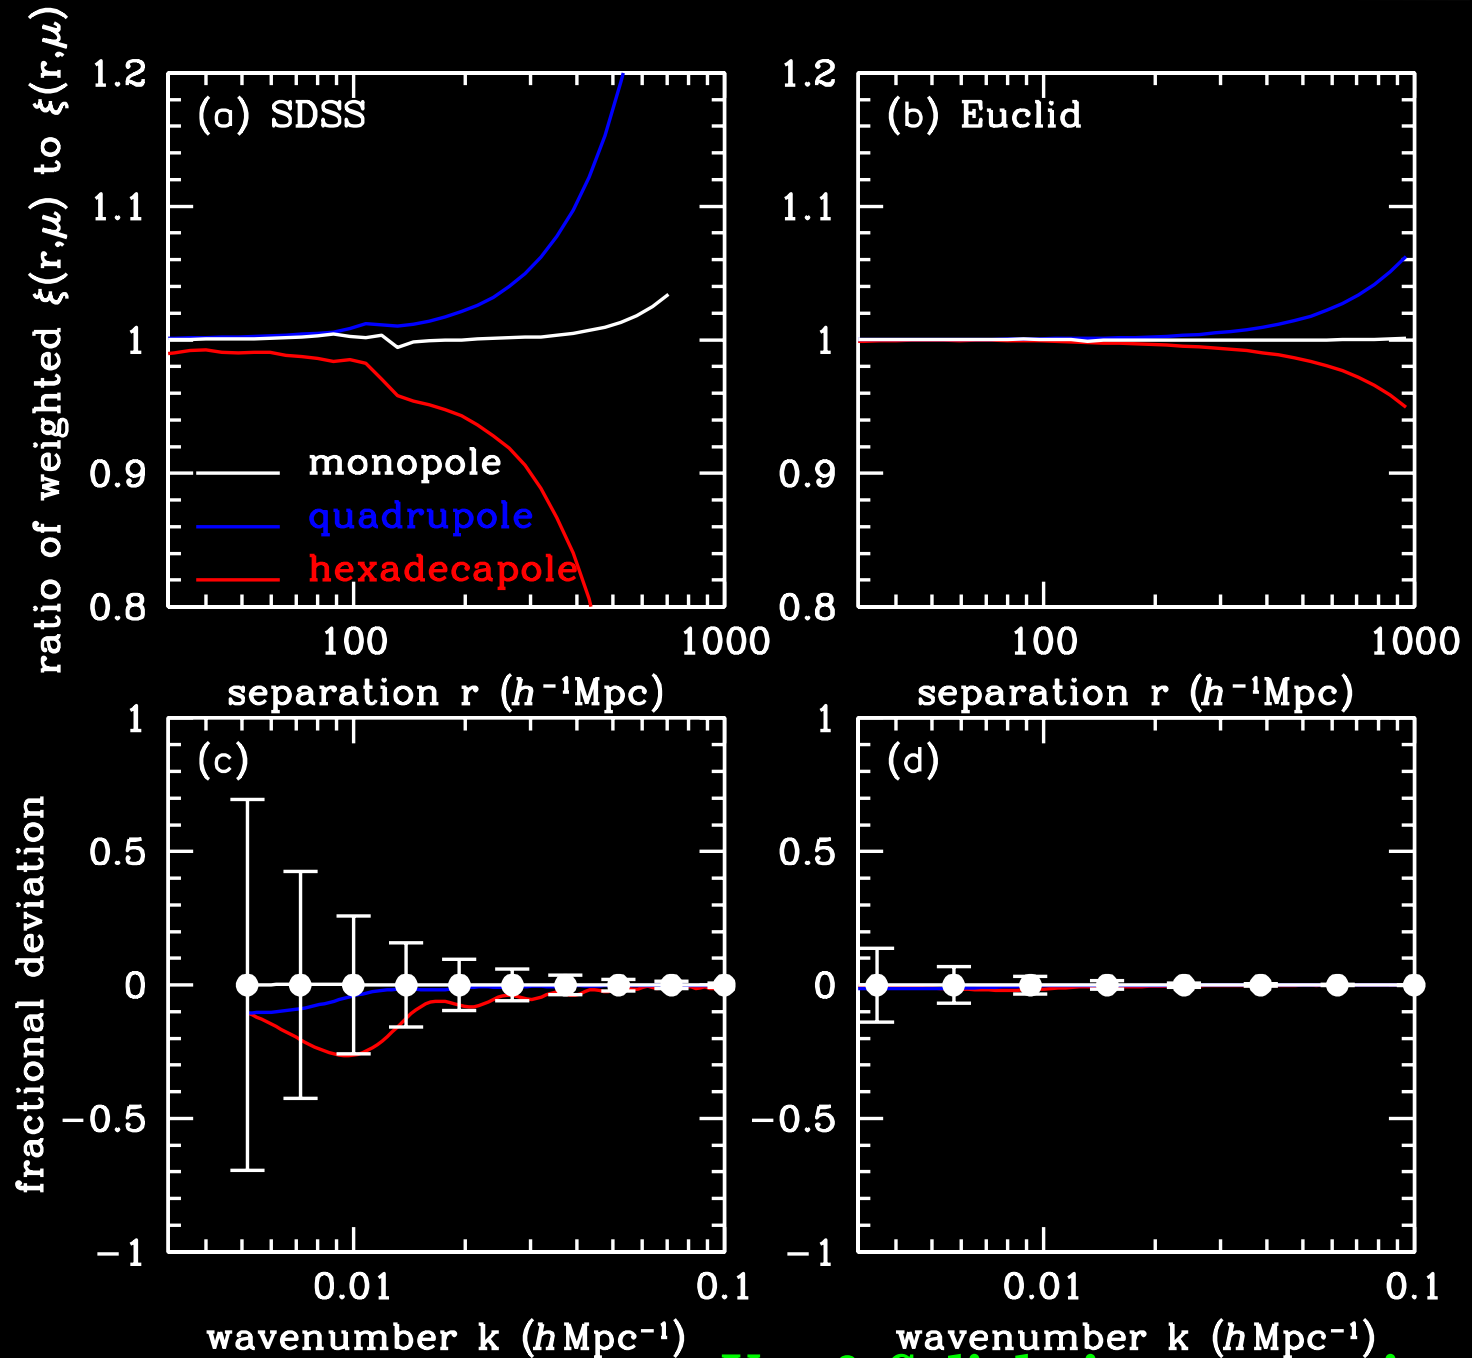 ratio of weighted ξ(r,μ) to ξ(r,μ)
(a) SDSS
1.2
1.1
1
0.9
0.8
monopole
quadrupole
hexadecapole
100
1000
separation r (h⁻¹Mpc)
(b) Euclid
1.2
1.1
1
0.9
0.8
100
1000
separation r (h⁻¹Mpc)
fractional deviation
(c)
1
0.5
0
−0.5
−1
0.01
0.1
wavenumber k (h Mpc⁻¹)
(d)
1
0.5
0
−0.5
−1
0.01
0.1
wavenumber k (h Mpc⁻¹)